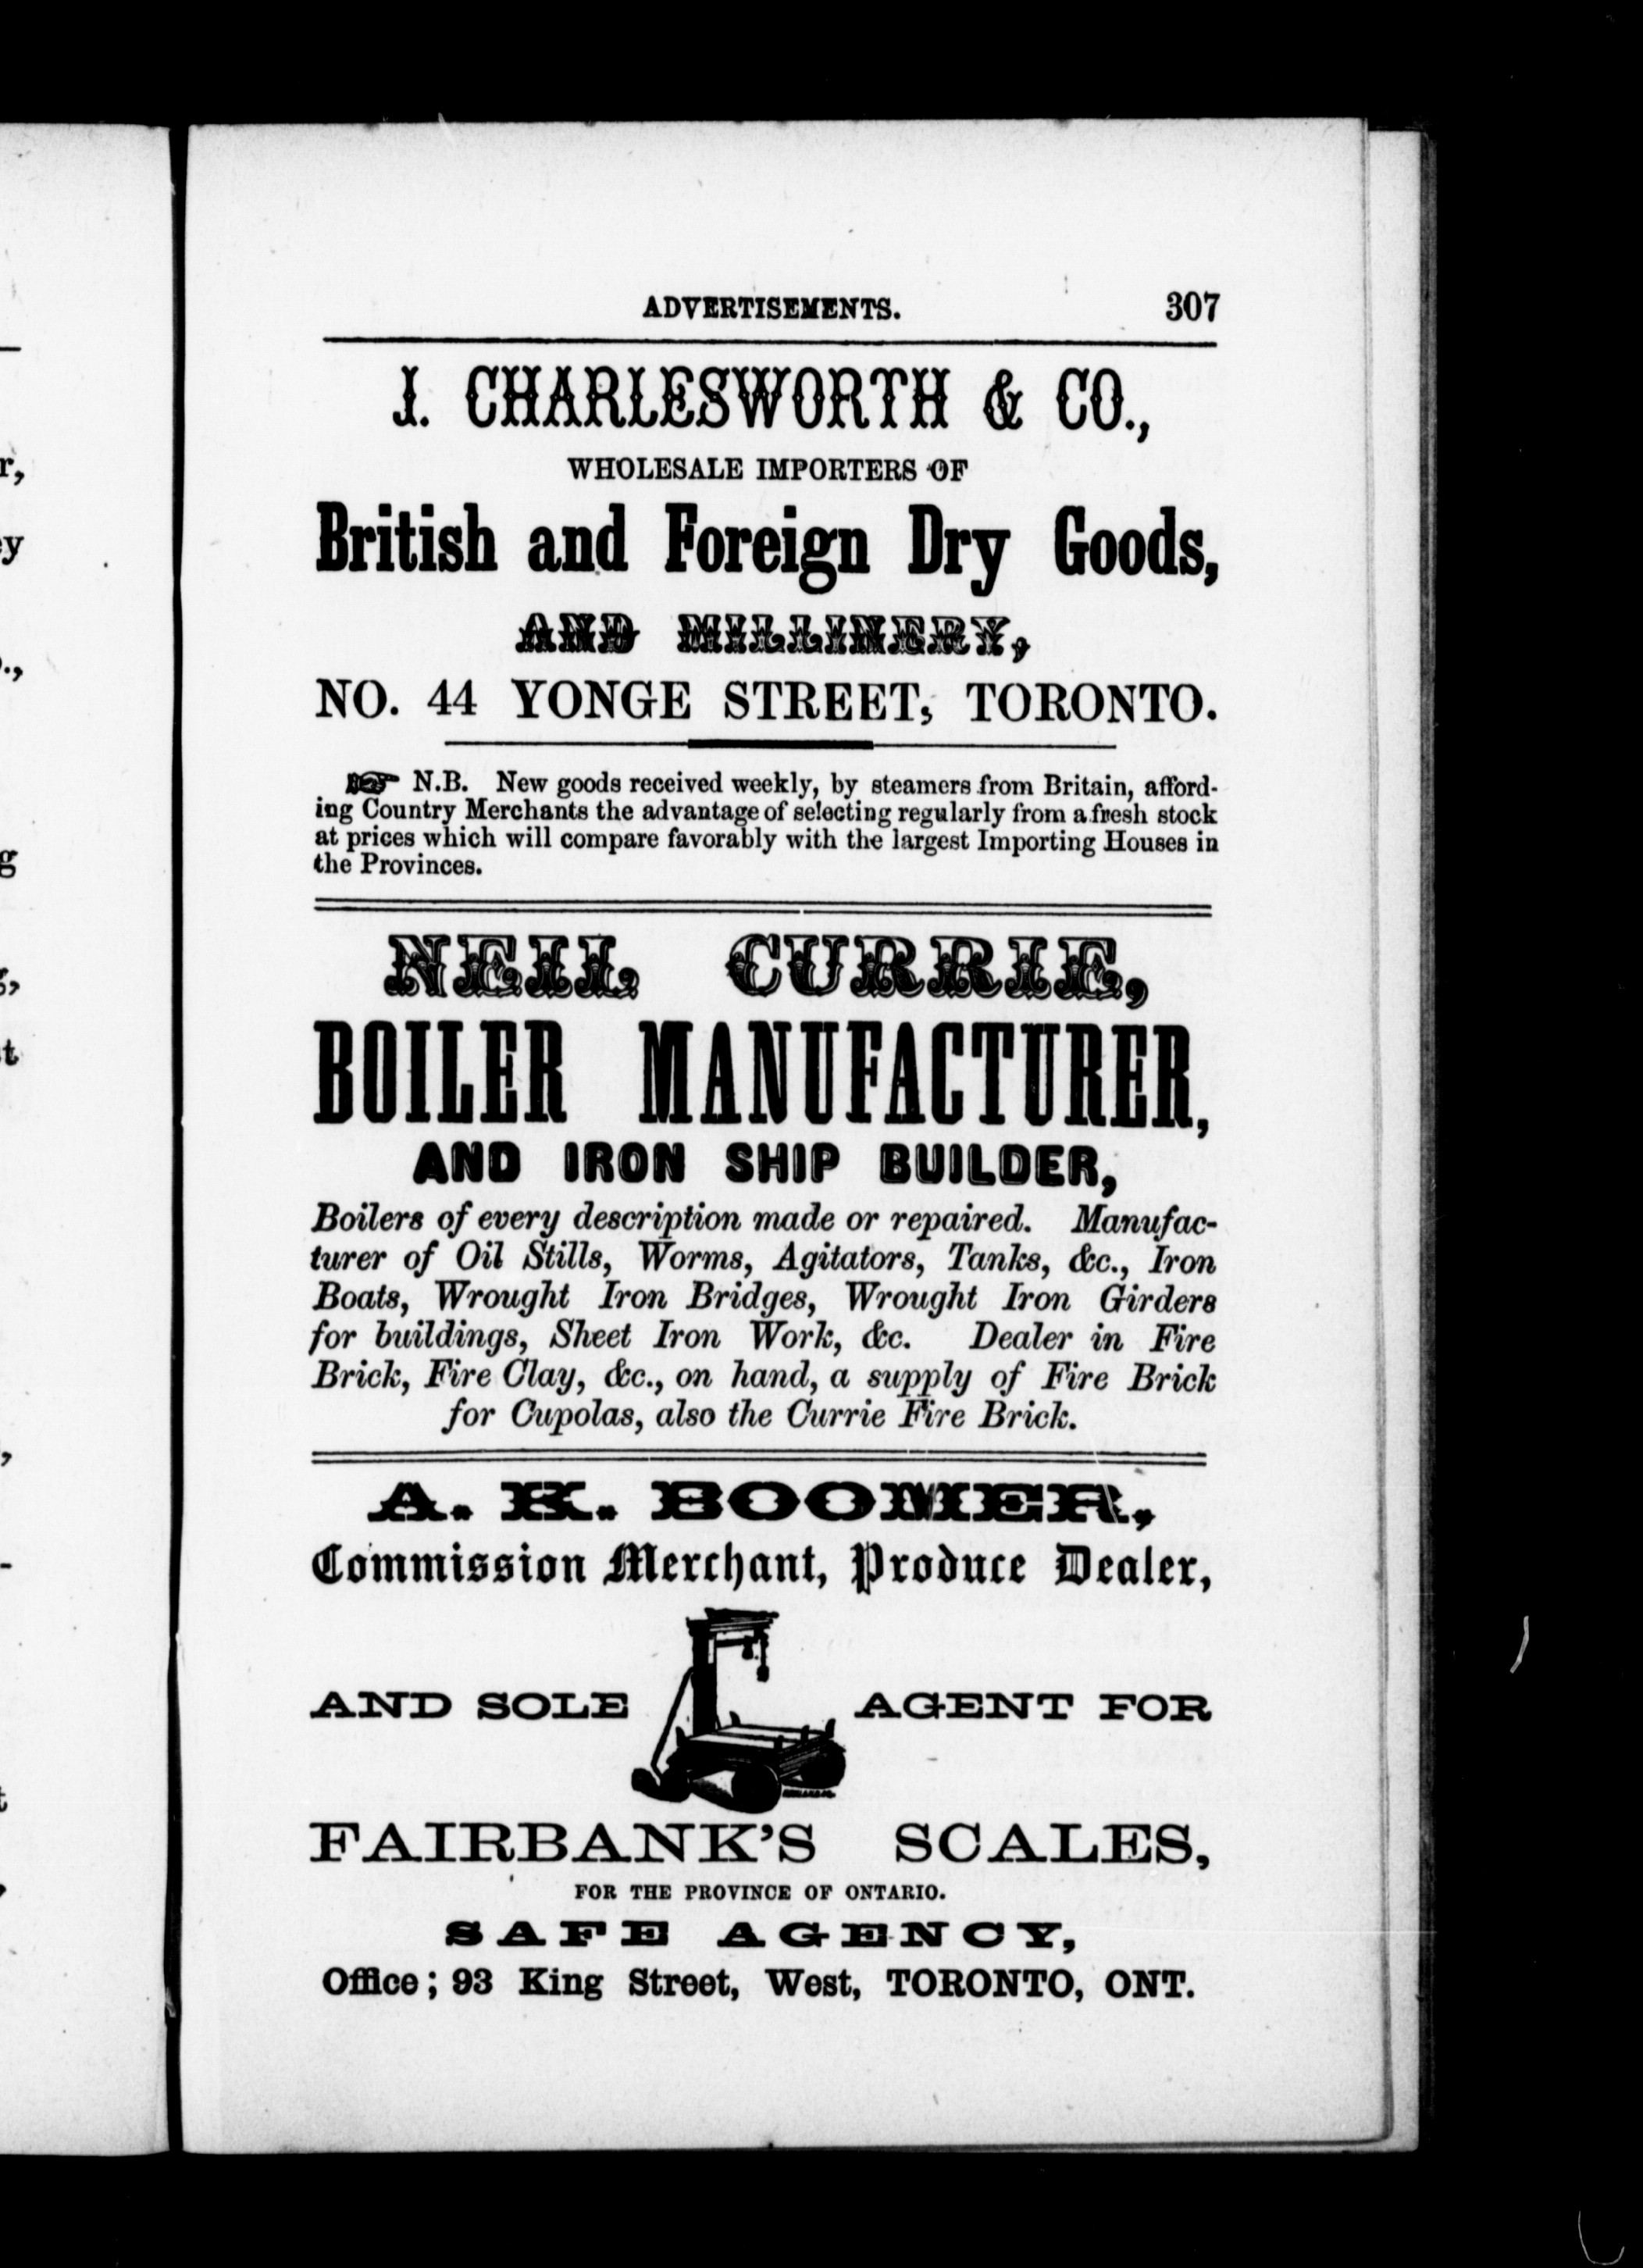 ADVERTISEMENTS. 307
J. CHARLESWORTH & CO.,
WHOLESALE IMPORTERS OF
British and Foreign Dry Goods,
AND MILLINERY,
NO. 44 YONGE STREET, TORONTO.
☞ N.B. New goods received weekly, by steamers from Britain, afford-
ing Country Merchants the advantage of selecting regularly from a fresh stock
at prices which will compare favorably with the largest Importing Houses in
the Provinces.
NEIL CURRIE,
BOILER MANUFACTURER,
AND IRON SHIP BUILDER,
Boilers of every description made or repaired. Manufac-
turer of Oil Stills, Worms, Agitators, Tanks, &c., Iron
Boats, Wrought Iron Bridges, Wrought Iron Girders
for buildings, Sheet Iron Work, &c. Dealer in Fire
Brick, Fire Clay, &c., on hand, a supply of Fire Brick
for Cupolas, also the Currie Fire Brick.
A. K. BOOMER,
Commission Merchant, Produce Dealer,
AND SOLE AGENT FOR
FAIRBANK'S SCALES,
FOR THE PROVINCE OF ONTARIO.
SAFE AGENCY,
Office; 93 King Street, West, TORONTO, ONT.